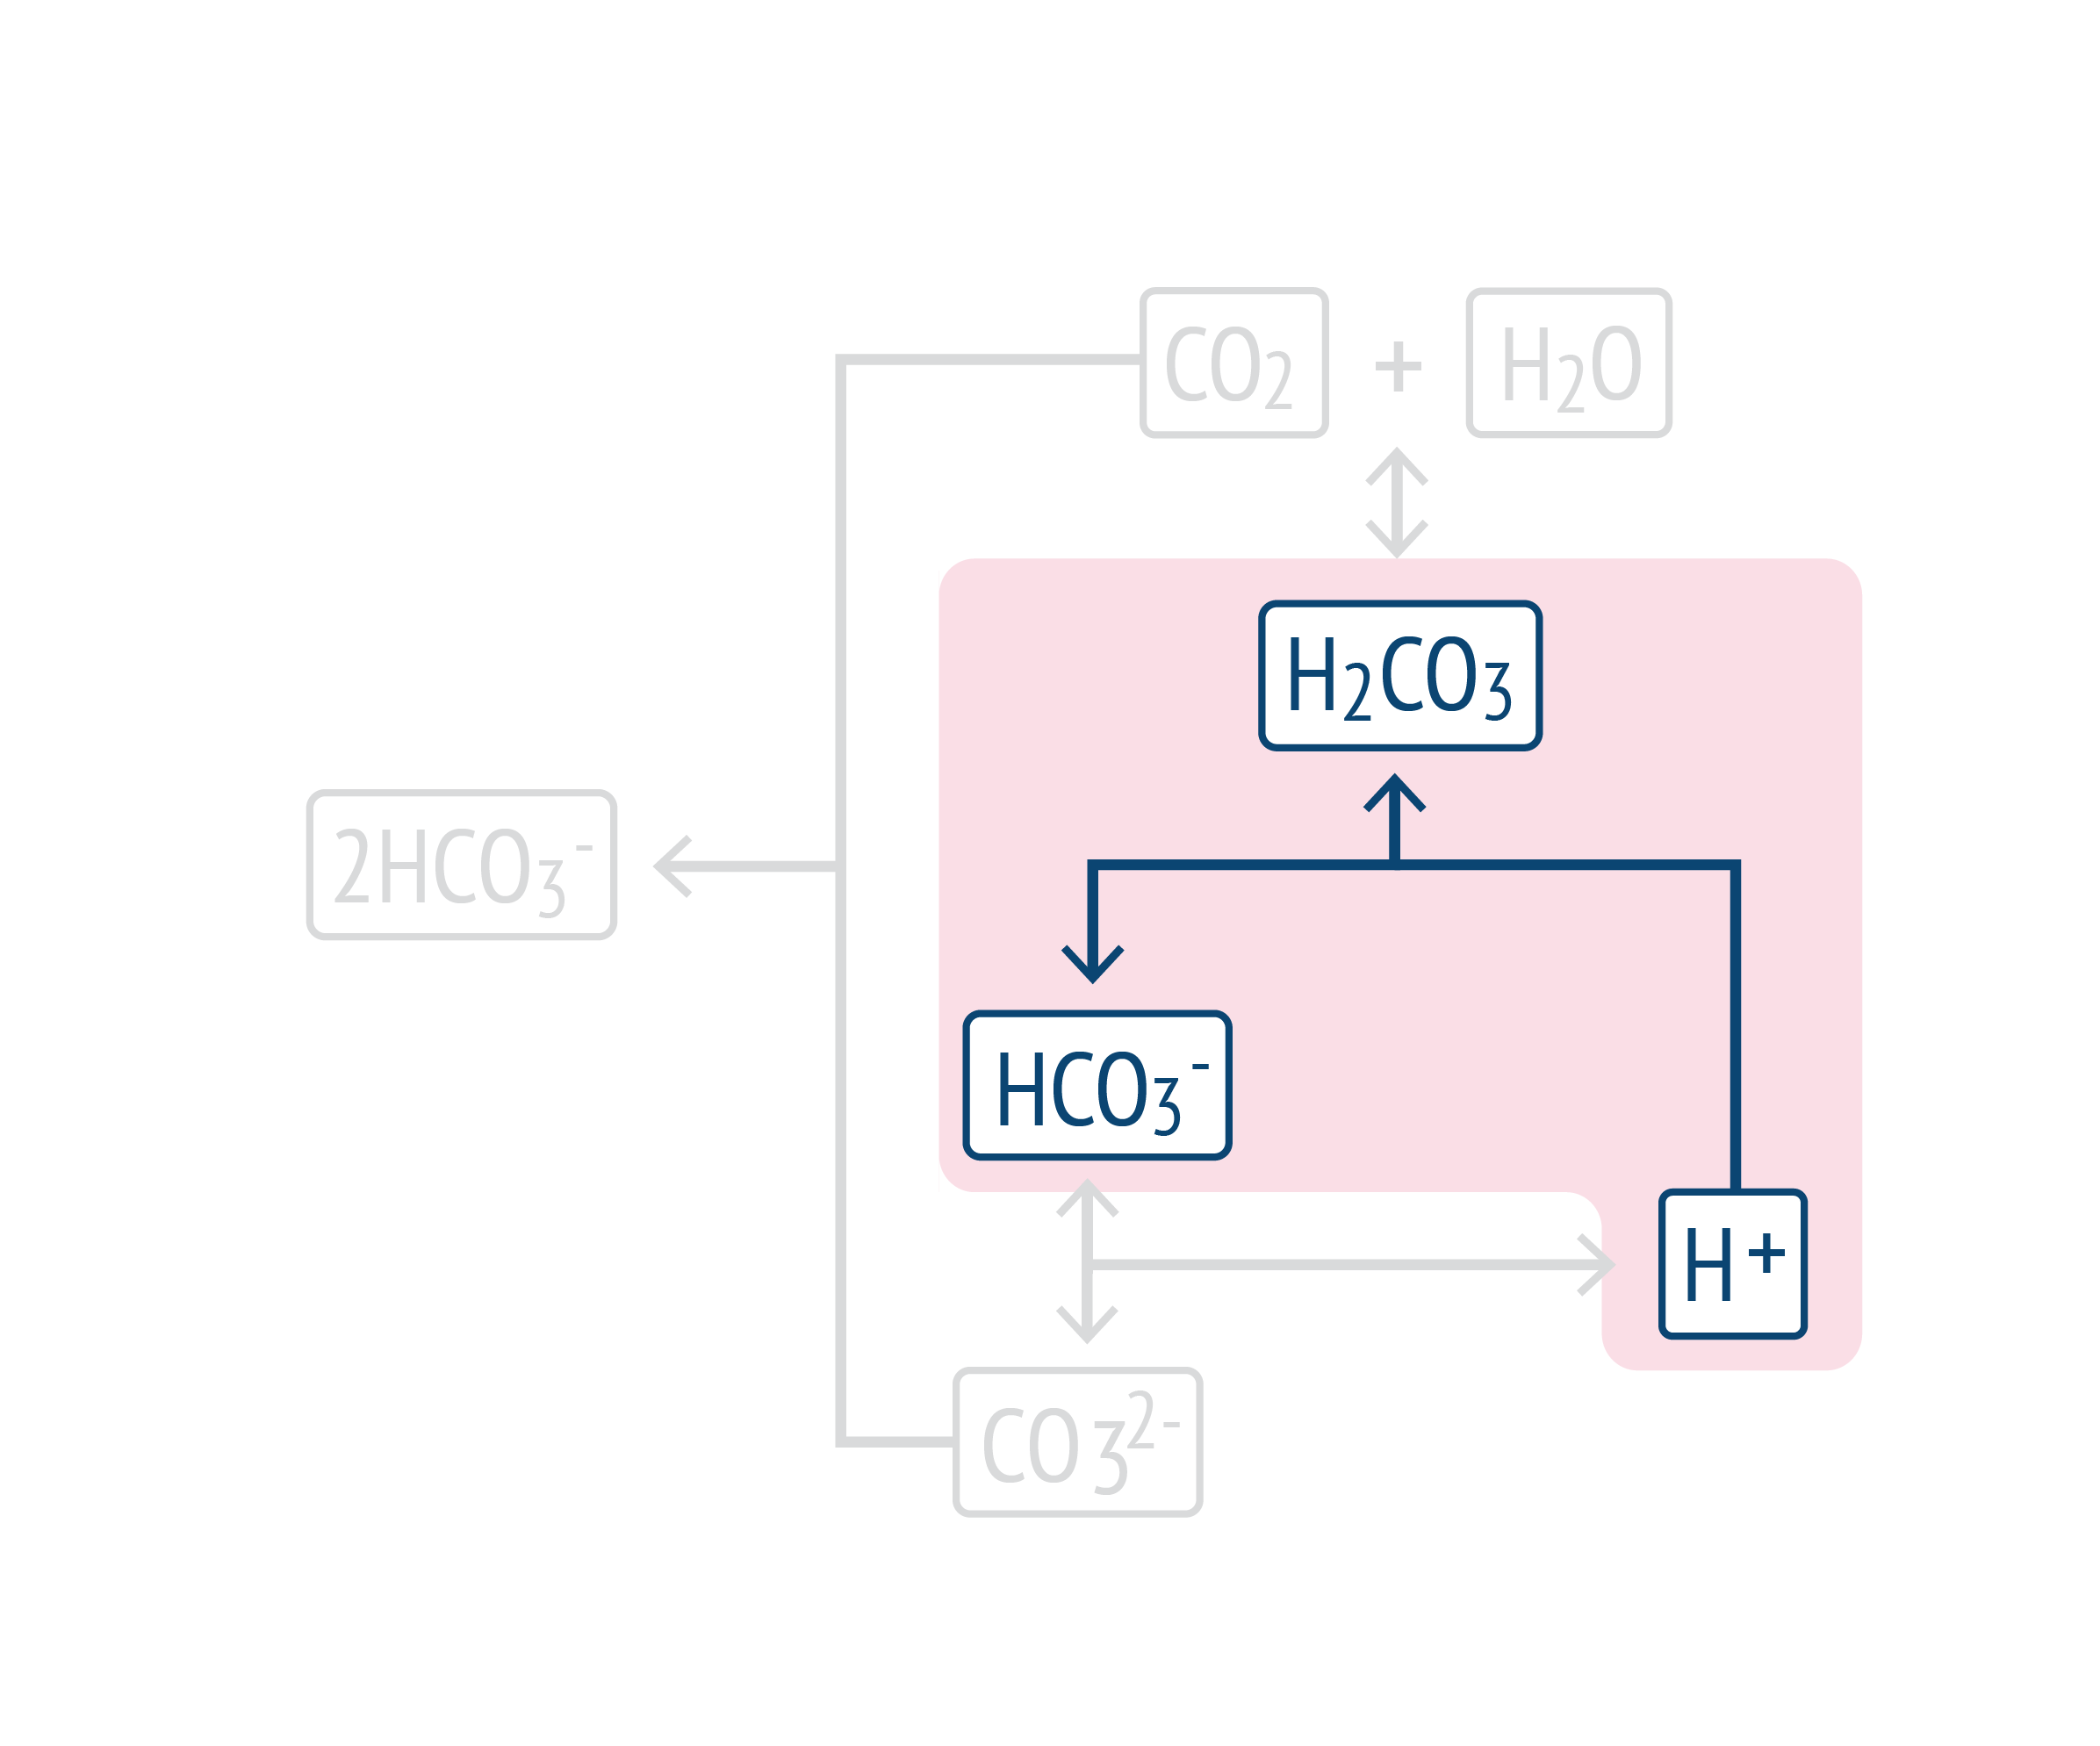 CO₂ + H₂O
H₂CO₃
2HCO₃⁻
HCO₃⁻
H⁺
CO₃²⁻